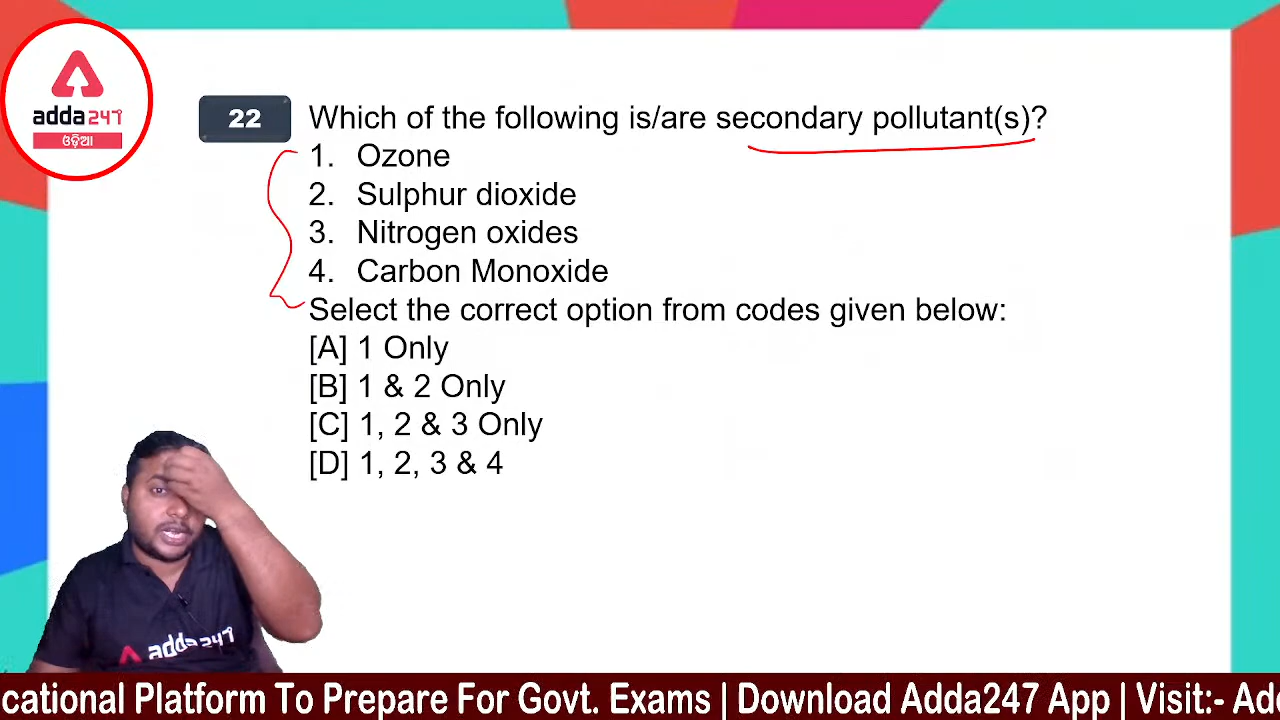 adda247
ଓଡ଼ିଆ
22 Which of the following is/are secondary pollutant(s)?
1. Ozone
2. Sulphur dioxide
3. Nitrogen oxides
4. Carbon Monoxide
Select the correct option from codes given below:
[A] 1 Only
[B] 1 & 2 Only
[C] 1, 2 & 3 Only
[D] 1, 2, 3 & 4
adda247
cational Platform To Prepare For Govt. Exams | Download Adda247 App | Visit:- Ad